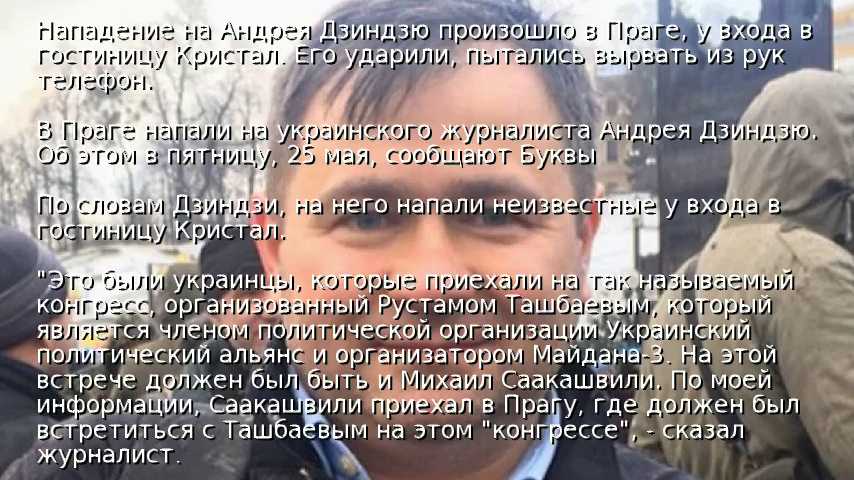 Нападение на Андрея Дзиндзю произошло в Праге, у входа в
гостиницу Кристал. Его ударили, пытались вырвать из рук
телефон.
В Праге напали на украинского журналиста Андрея Дзиндзю.
Об этом в пятницу, 25 мая, сообщают Буквы
По словам Дзиндзи, на него напали неизвестные у входа в
гостиницу Кристал.
"Это были украинцы, которые приехали на так называемый
конгресс, организованный Рустамом Ташбаевым, который
является членом политической организации Украинский
политический альянс и организатором Майдана-3. На этой
встрече должен был быть и Михаил Саакашвили. По моей
информации, Саакашвили приехал в Прагу, где должен был
встретиться с Ташбаевым на этом "конгрессе", - сказал
журналист.